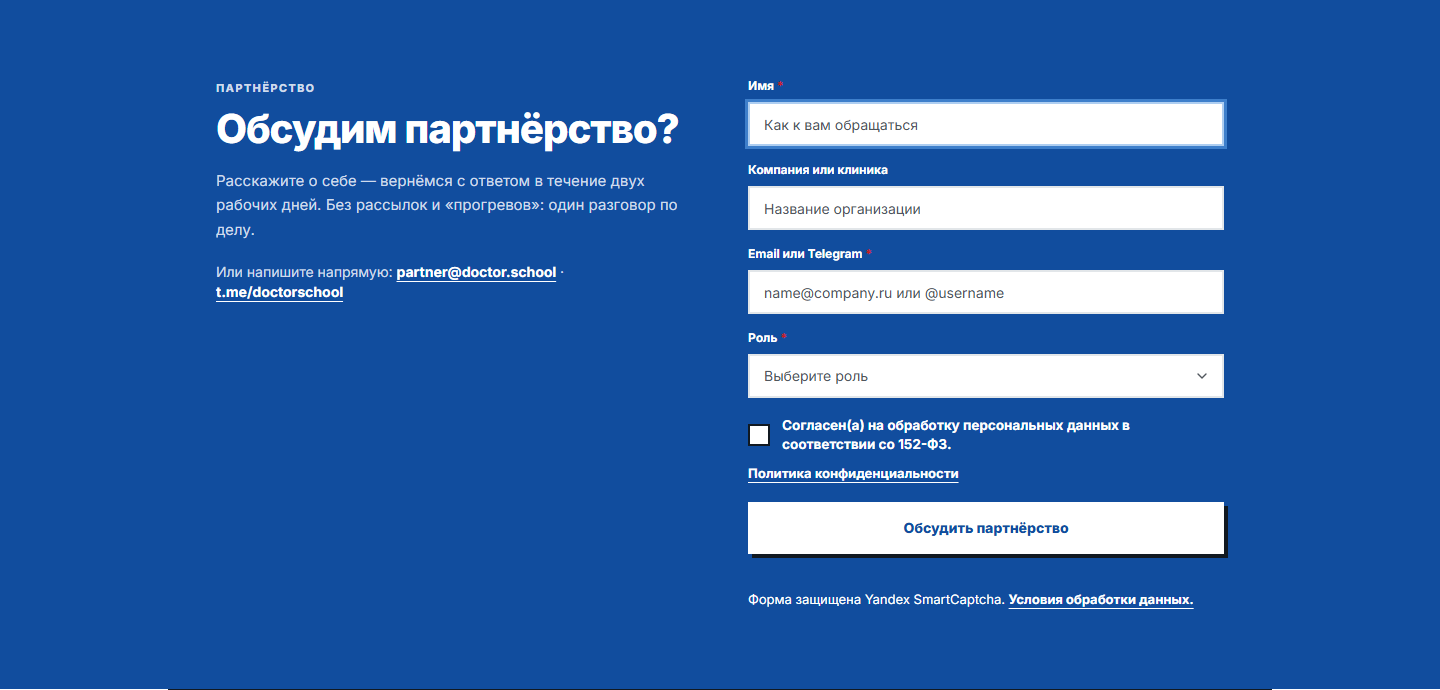 ПАРТНЁРСТВО
Обсудим партнёрство?
Расскажите о себе — вернёмся с ответом в течение двух
рабочих дней. Без рассылок и «прогревов»: один разговор по
делу.
Или напишите напрямую: partner@doctor.school ·
t.me/doctorschool
Имя *
Как к вам обращаться
Компания или клиника
Название организации
Email или Telegram *
name@company.ru или @username
Роль *
Выберите роль
Согласен(а) на обработку персональных данных в
соответствии со 152-ФЗ.
Политика конфиденциальности
Обсудить партнёрство
Форма защищена Yandex SmartCaptcha. Условия обработки данных.